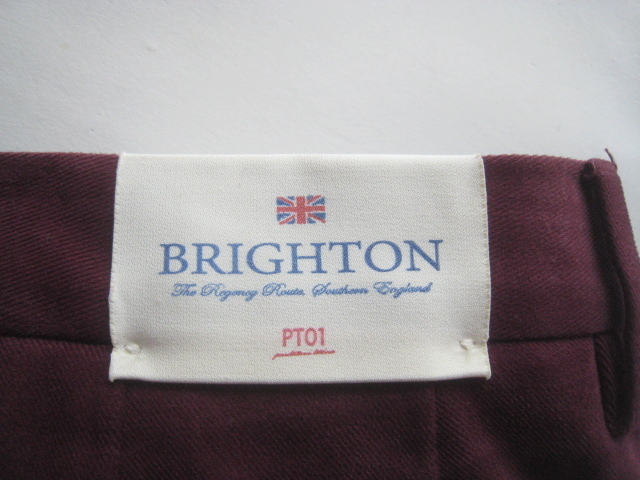 BRIGHTON
The Regency Route, Southern England
PT01